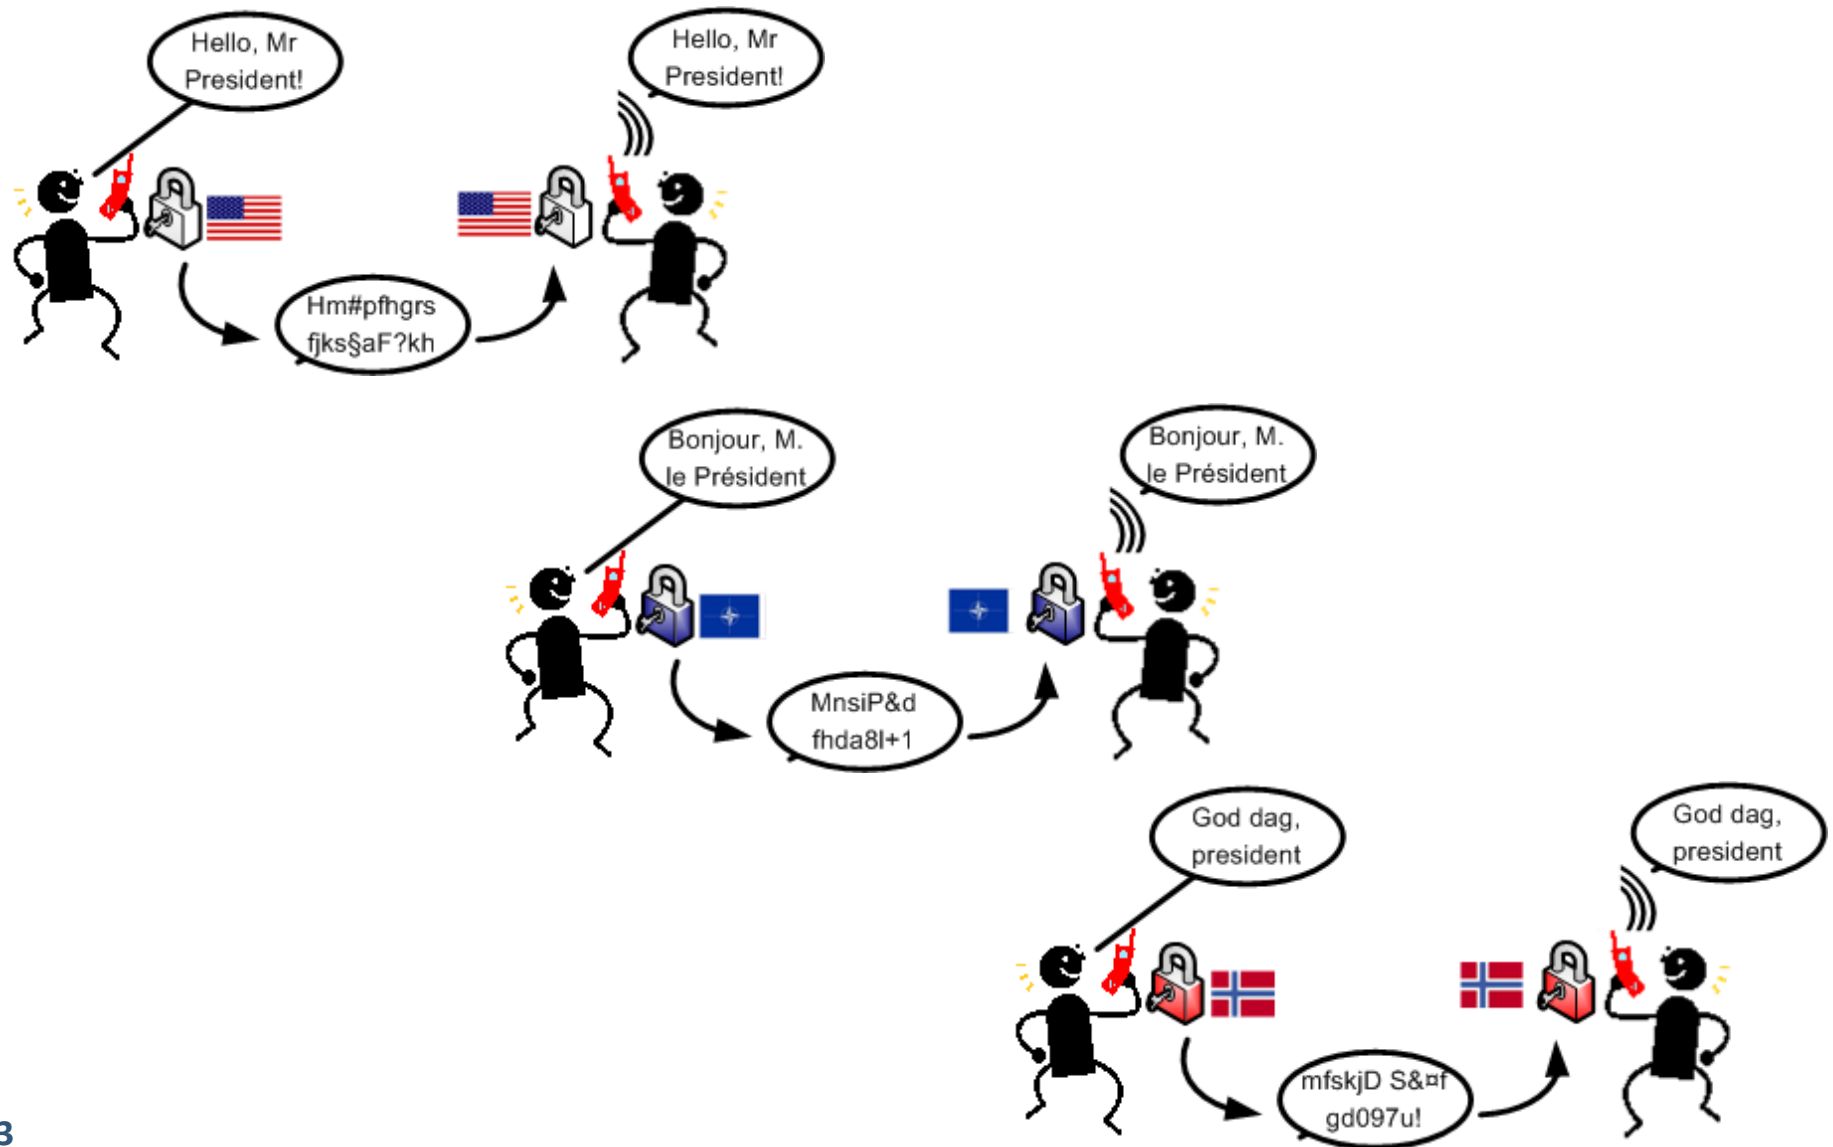 Hello, Mr
President!
Hello, Mr
President!
Hm#pfhgrs
fjks§aF?kh
Bonjour, M.
le Président
Bonjour, M.
le Président
MnsiP&d
fhda8l+1
God dag,
president
God dag,
president
mfskjD S&¤f
gd097u!
3